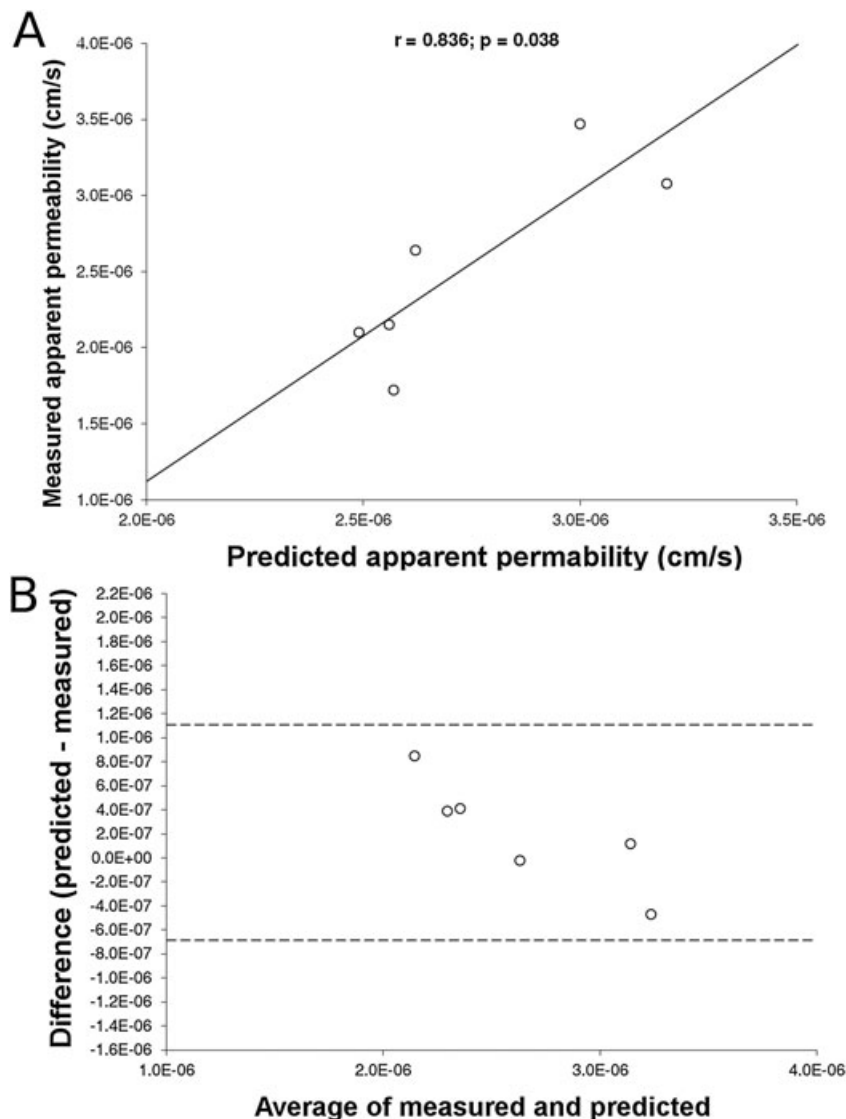 A
r = 0.836; p = 0.038
Measured apparent permeability (cm/s)
4.0E-06
3.5E-06
3.0E-06
2.5E-06
2.0E-06
1.5E-06
1.0E-06
2.0E-06 2.5E-06 3.0E-06 3.5E-06
Predicted apparent permability (cm/s)
B
Difference (predicted - measured)
2.2E-06
2.0E-06
1.8E-06
1.6E-06
1.4E-06
1.2E-06
1.0E-06
8.0E-07
6.0E-07
4.0E-07
2.0E-07
0.0E+00
-2.0E-07
-4.0E-07
-6.0E-07
-8.0E-07
-1.0E-06
-1.2E-06
-1.4E-06
-1.6E-06
1.0E-06 2.0E-06 3.0E-06 4.0E-06
Average of measured and predicted